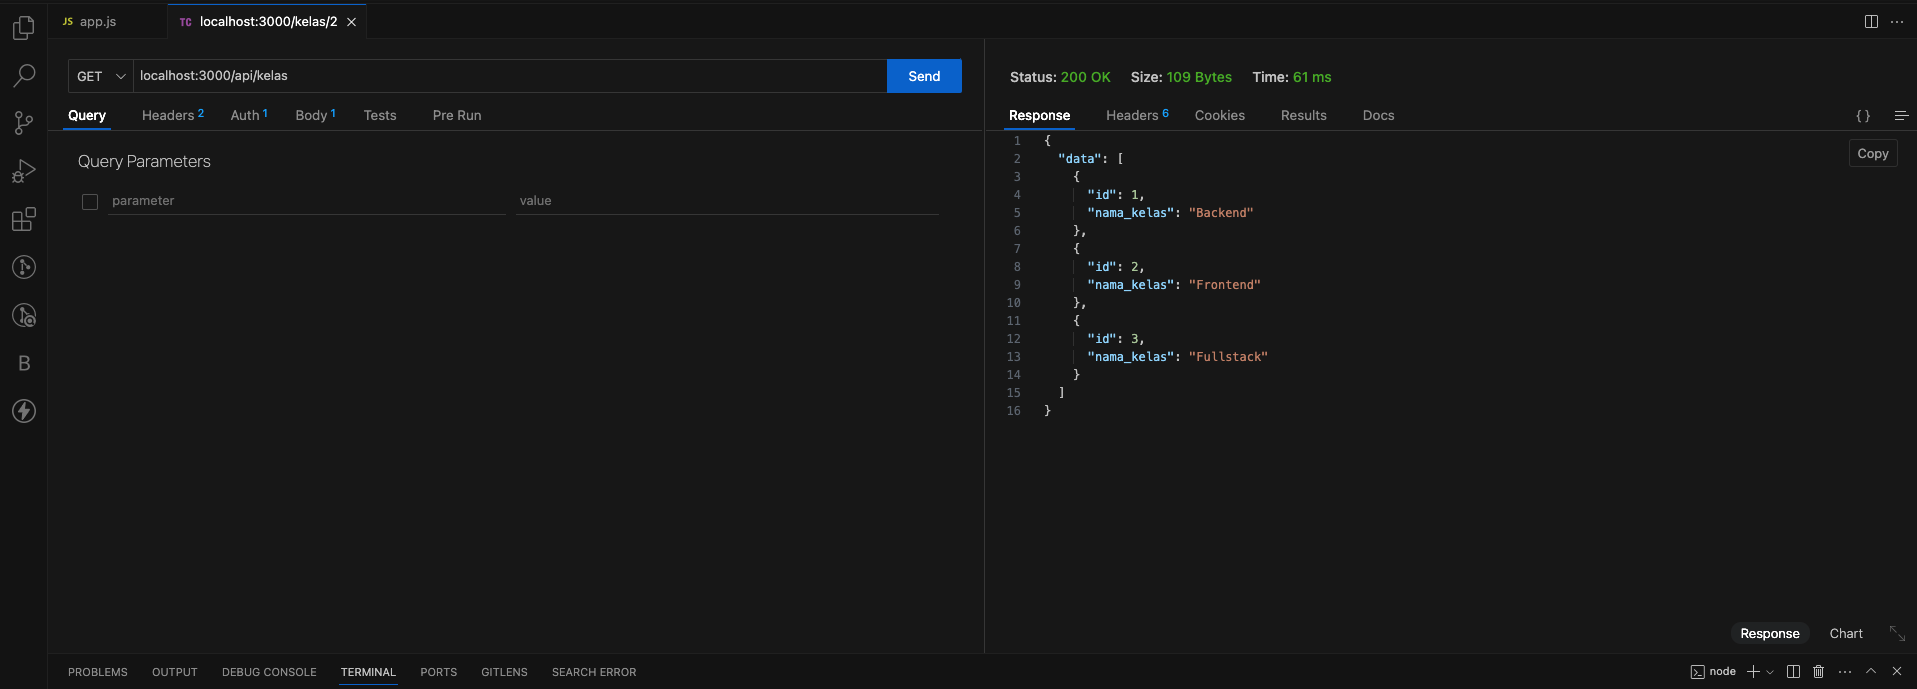 JS app.js
TC localhost:3000/kelas/2
GET localhost:3000/api/kelas Send
Query Headers 2 Auth 1 Body 1 Tests Pre Run
Query Parameters
parameter value
Status: 200 OK Size: 109 Bytes Time: 61 ms
Response Headers 6 Cookies Results Docs { }
Copy
1 {
2 "data": [
3 {
4 "id": 1,
5 "nama_kelas": "Backend"
6 },
7 {
8 "id": 2,
9 "nama_kelas": "Frontend"
10 },
11 {
12 "id": 3,
13 "nama_kelas": "Fullstack"
14 }
15 ]
16 }
B
Response Chart
PROBLEMS OUTPUT DEBUG CONSOLE TERMINAL PORTS GITLENS SEARCH ERROR
node